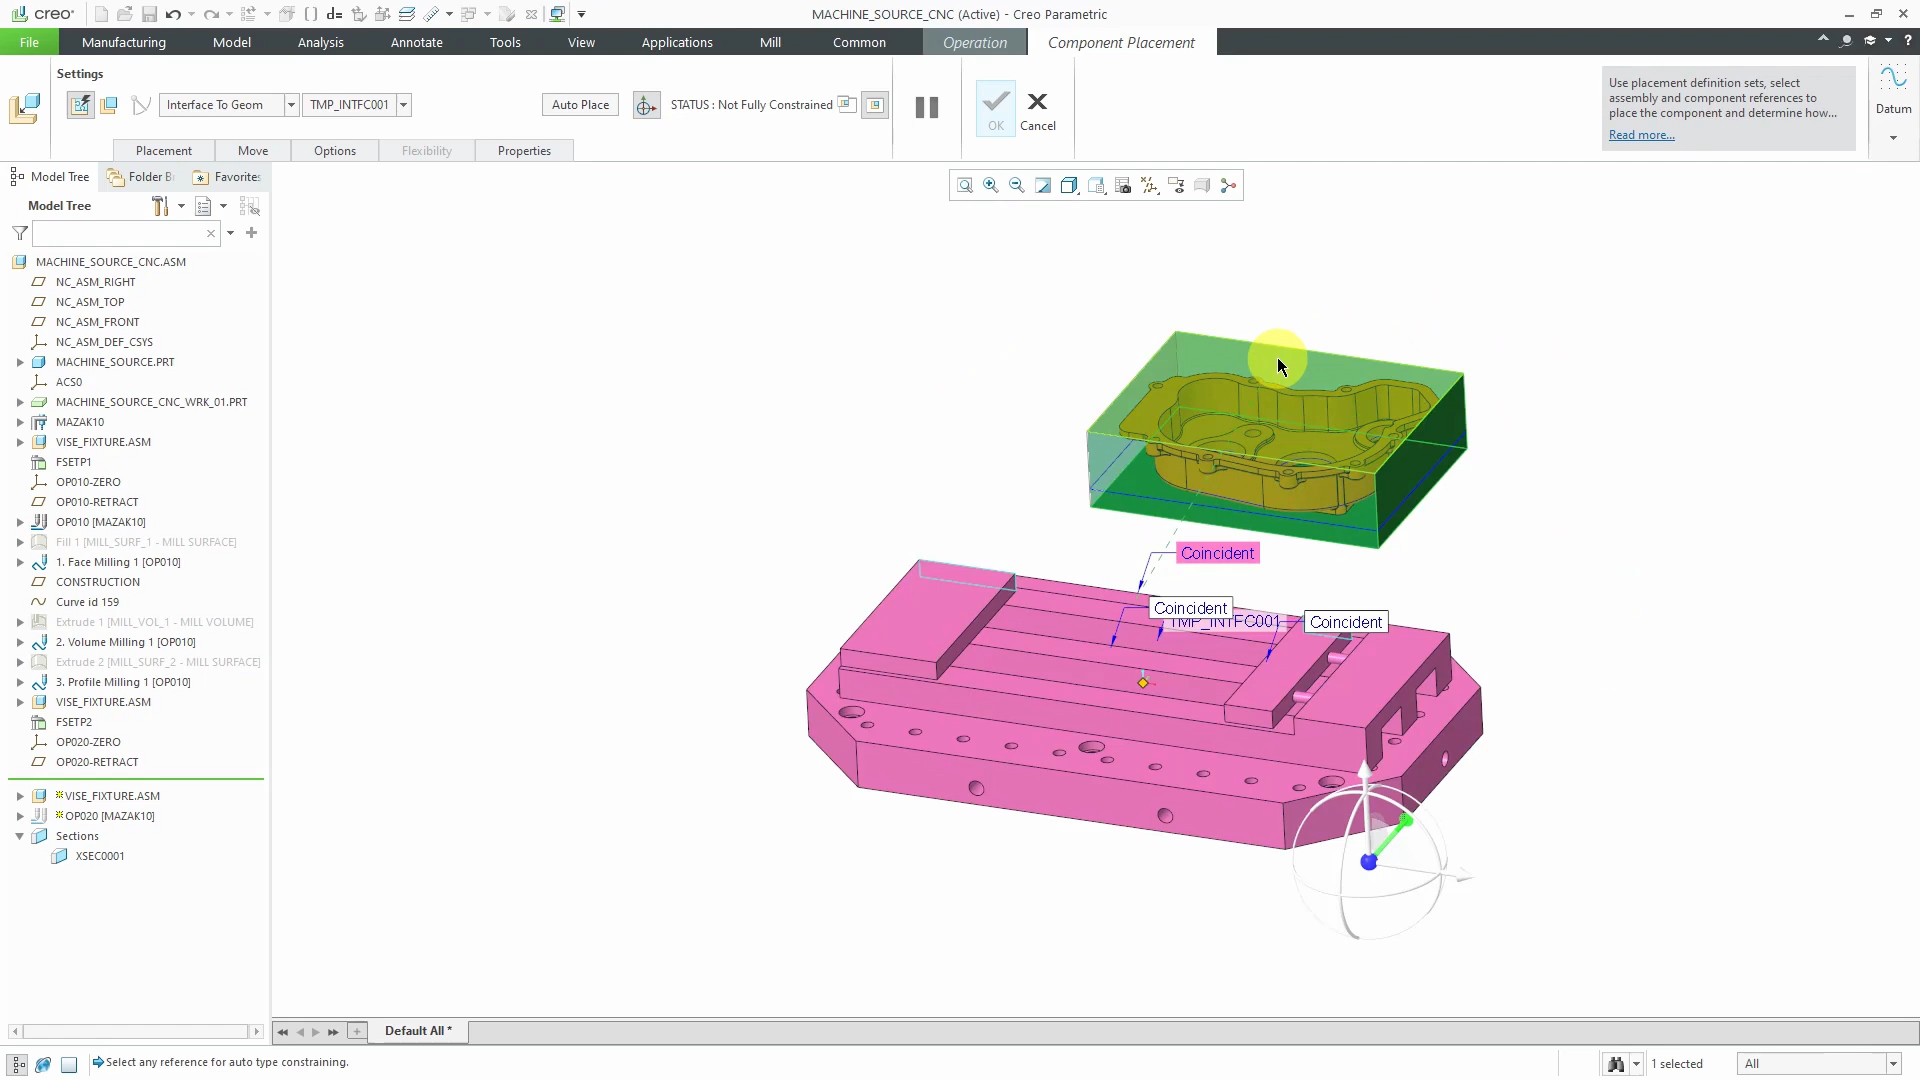 creo°
d=
MACHINE_SOURCE_CNC (Active) - Creo Parametric
File
Manufacturing
Model
Analysis
Annotate
Tools
View
Applications
Mill
Common
Operation
Component Placement
Settings
Interface To Geom
TMP_INTFC001
Auto Place
STATUS : Not Fully Constrained
OK
Cancel
Use placement definition sets, select
assembly and component references to
place the component and determine how...
Read more...
Datum
Placement
Move
Options
Flexibility
Properties
Model Tree
Folder B
Favorites
Model Tree
MACHINE_SOURCE_CNC.ASM
NC_ASM_RIGHT
NC_ASM_TOP
NC_ASM_FRONT
NC_ASM_DEF_CSYS
MACHINE_SOURCE.PRT
ACS0
MACHINE_SOURCE_CNC_WRK_01.PRT
MAZAK10
VISE_FIXTURE.ASM
FSETP1
OP010-ZERO
OP010-RETRACT
OP010 [MAZAK10]
Fill 1 [MILL_SURF_1 - MILL SURFACE]
1. Face Milling 1 [OP010]
CONSTRUCTION
Curve id 159
Extrude 1 [MILL_VOL_1 - MILL VOLUME]
2. Volume Milling 1 [OP010]
Extrude 2 [MILL_SURF_2 - MILL SURFACE]
3. Profile Milling 1 [OP010]
VISE_FIXTURE.ASM
FSETP2
OP020-ZERO
OP020-RETRACT
VISE_FIXTURE.ASM
OP020 [MAZAK10]
Sections
XSEC0001
Coincident
Coincident
TMP_INTFC001
Coincident
Default All *
Select any reference for auto type constraining.
1 selected
All